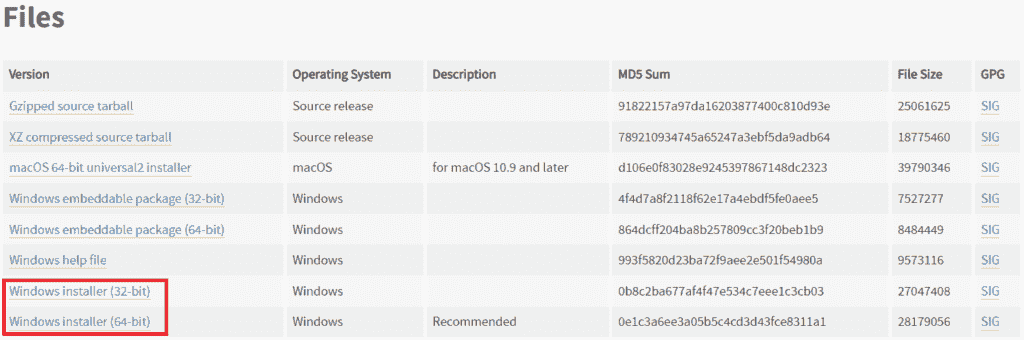 Files
Version Operating System Description MD5 Sum File Size GPG
Gzipped source tarball Source release 91822157a97da16203877400c810d93e 25061625 SIG
XZ compressed source tarball Source release 789210934745a65247a3ebf5da9adb64 18775460 SIG
macOS 64-bit universal2 installer macOS for macOS 10.9 and later d106e0f83028e9245397867148dc2323 39790346 SIG
Windows embeddable package (32-bit) Windows 4f4d7a8f2118f62e17a4ebdf5fe0aee5 7527277 SIG
Windows embeddable package (64-bit) Windows 864dcff204ba8b257809cc3f20beb1b9 8484449 SIG
Windows help file Windows 993f5820d23ba72f9aee2e501f54980a 9573116 SIG
Windows installer (32-bit) Windows 0b8c2ba677af4f47e534c7eee1c3cb03 27047408 SIG
Windows installer (64-bit) Windows Recommended 0e1c3a6ee3a05b5c4cd3d43fce8311a1 28179056 SIG